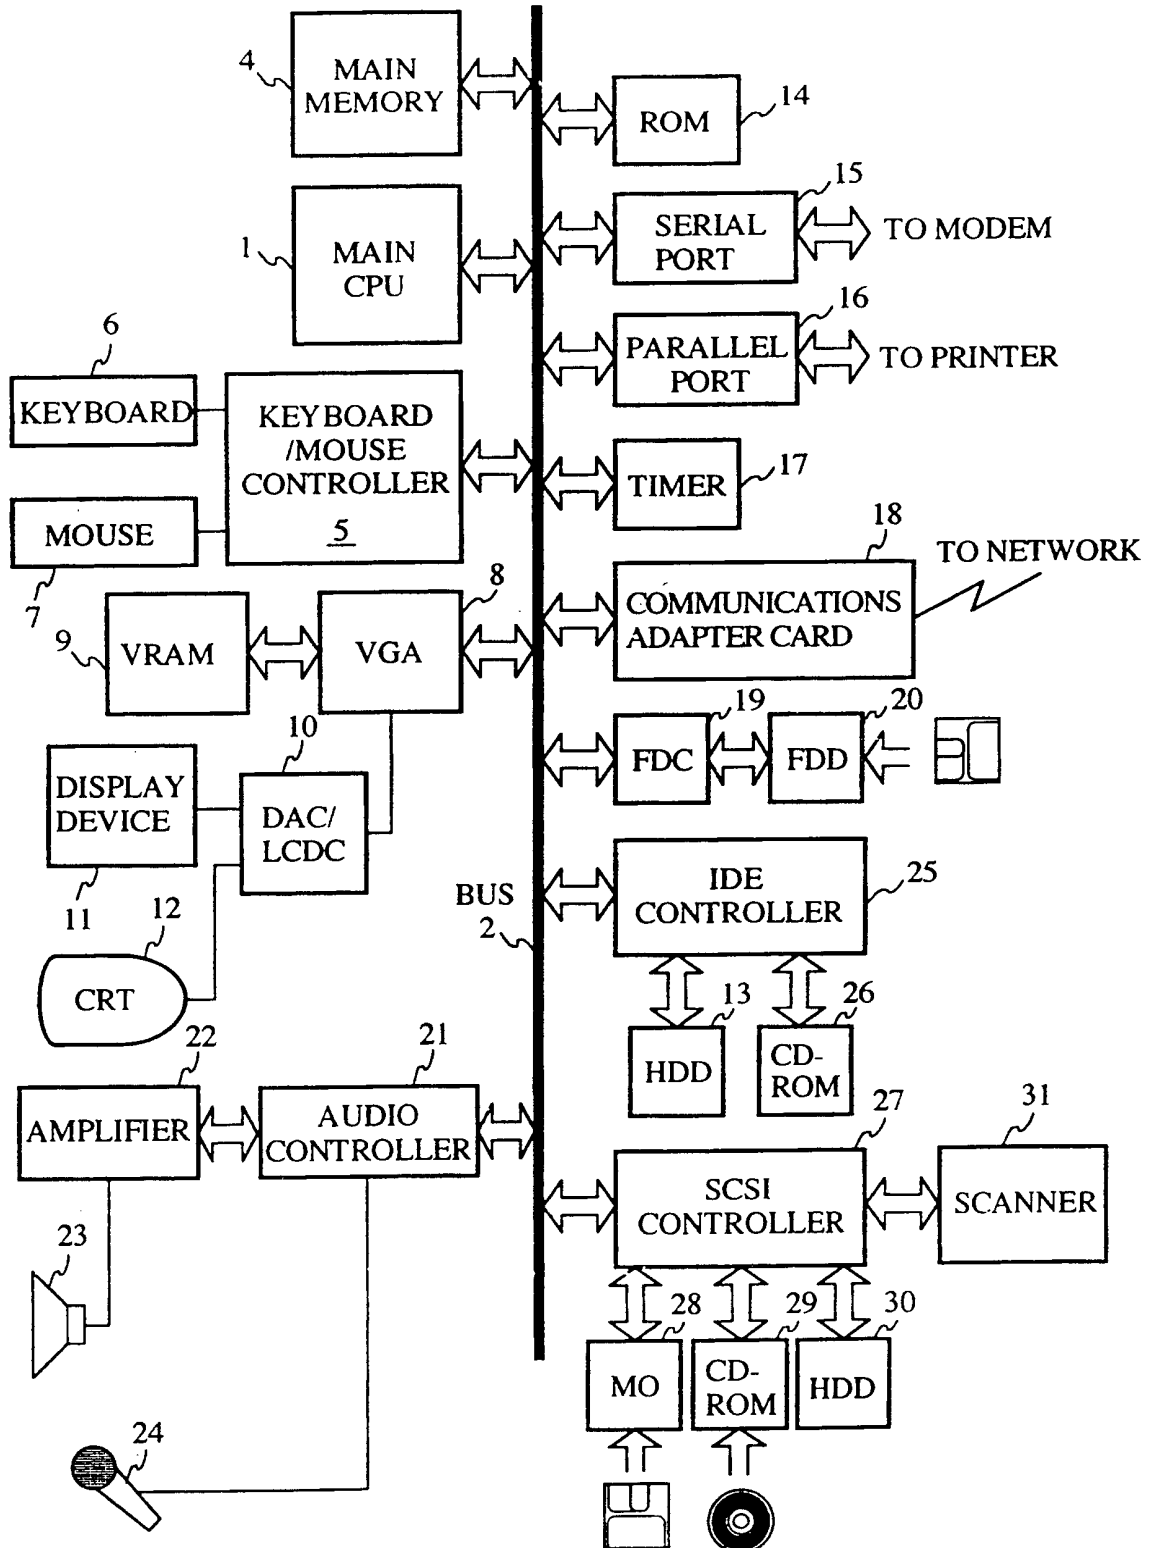 4
MAIN
MEMORY
ROM
14
1
MAIN
CPU
SERIAL
PORT
15
TO MODEM
PARALLEL
PORT
16
TO PRINTER
6
KEYBOARD
KEYBOARD
/MOUSE
CONTROLLER
5
MOUSE
7
TIMER
17
18
COMMUNICATIONS
ADAPTER CARD
TO NETWORK
9
VRAM
VGA
8
19
FDC
20
FDD
10
DISPLAY
DEVICE
11
DAC/
LCDC
12
CRT
BUS
2
IDE
CONTROLLER
25
13
HDD
26
CD-
ROM
22
AMPLIFIER
21
AUDIO
CONTROLLER
27
SCSI
CONTROLLER
31
SCANNER
23
24
28
MO
29
CD-
ROM
30
HDD